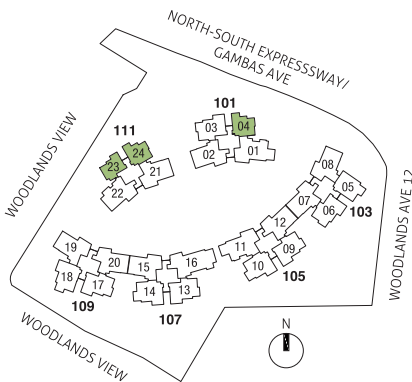 NORTH-SOUTH EXPRESSSWAY/
GAMBAS AVE
101
03 04
111
02 01
24
23 21
22
08
WOODLANDS VIEW
07 05
06 103
WOODLANDS AVE 12
12
19 11 09
20 15 16 10 105
18 17
14 13
109
107
WOODLANDS VIEW
N